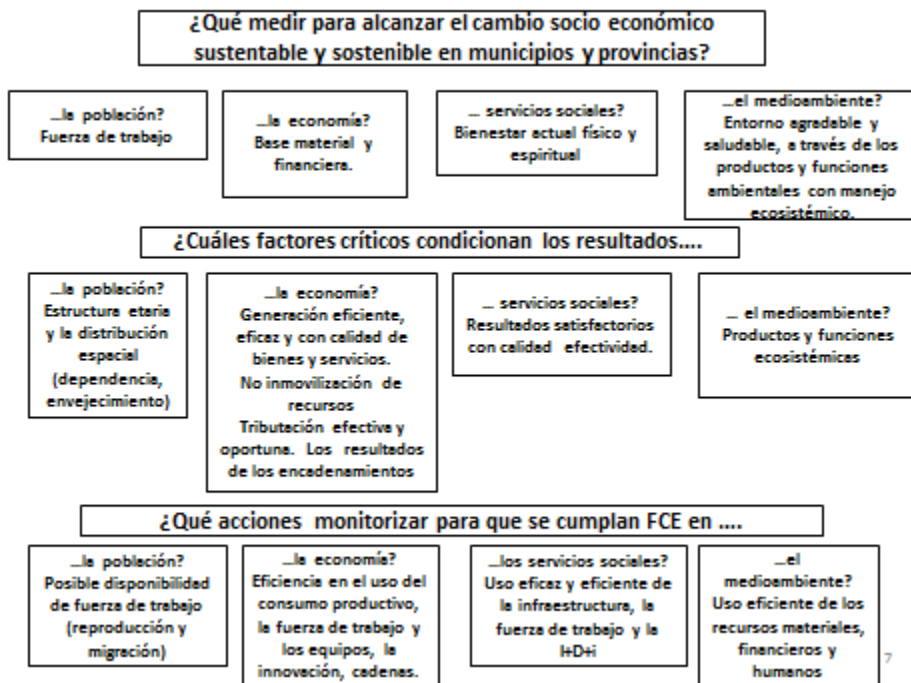 ¿Qué medir para alcanzar el cambio socio económico
sustentable y sostenible en municipios y provincias?
...la población?
Fuerza de trabajo
...la economía?
Base material y
financiera.
... servicios sociales?
Bienestar actual físico y
espiritual
...el medioambiente?
Entorno agradable y
saludable, a través de los
productos y funciones
ambientales con manejo
ecosistémico.
¿Cuáles factores críticos condicionan los resultados....
...la población?
Estructura etaria
y la distribución
espacial
(dependencia,
envejecimiento)
...la economía?
Generación eficiente,
eficaz y con calidad de
bienes y servicios.
No inmovilización de
recursos
Tributación efectiva y
oportuna. Los resultados
de los encadenamientos
... servicios sociales?
Resultados satisfactorios
con calidad efectividad.
... el medioambiente?
Productos y funciones
ecosistémicas
¿Qué acciones monitorizar para que se cumplan FCE en ....
...la población?
Posible disponibilidad
de fuerza de trabajo
(reproducción y
migración)
...la economía?
Eficiencia en el uso del
consumo productivo,
la fuerza de trabajo y
los equipos, la
innovación, cadenas.
...los servicios sociales?
Uso eficaz y eficiente de
la infraestructura, la
fuerza de trabajo y la
I+D+i
...el
medioambiente?
Uso eficiente de los
recursos materiales,
financieros y
humanos
7